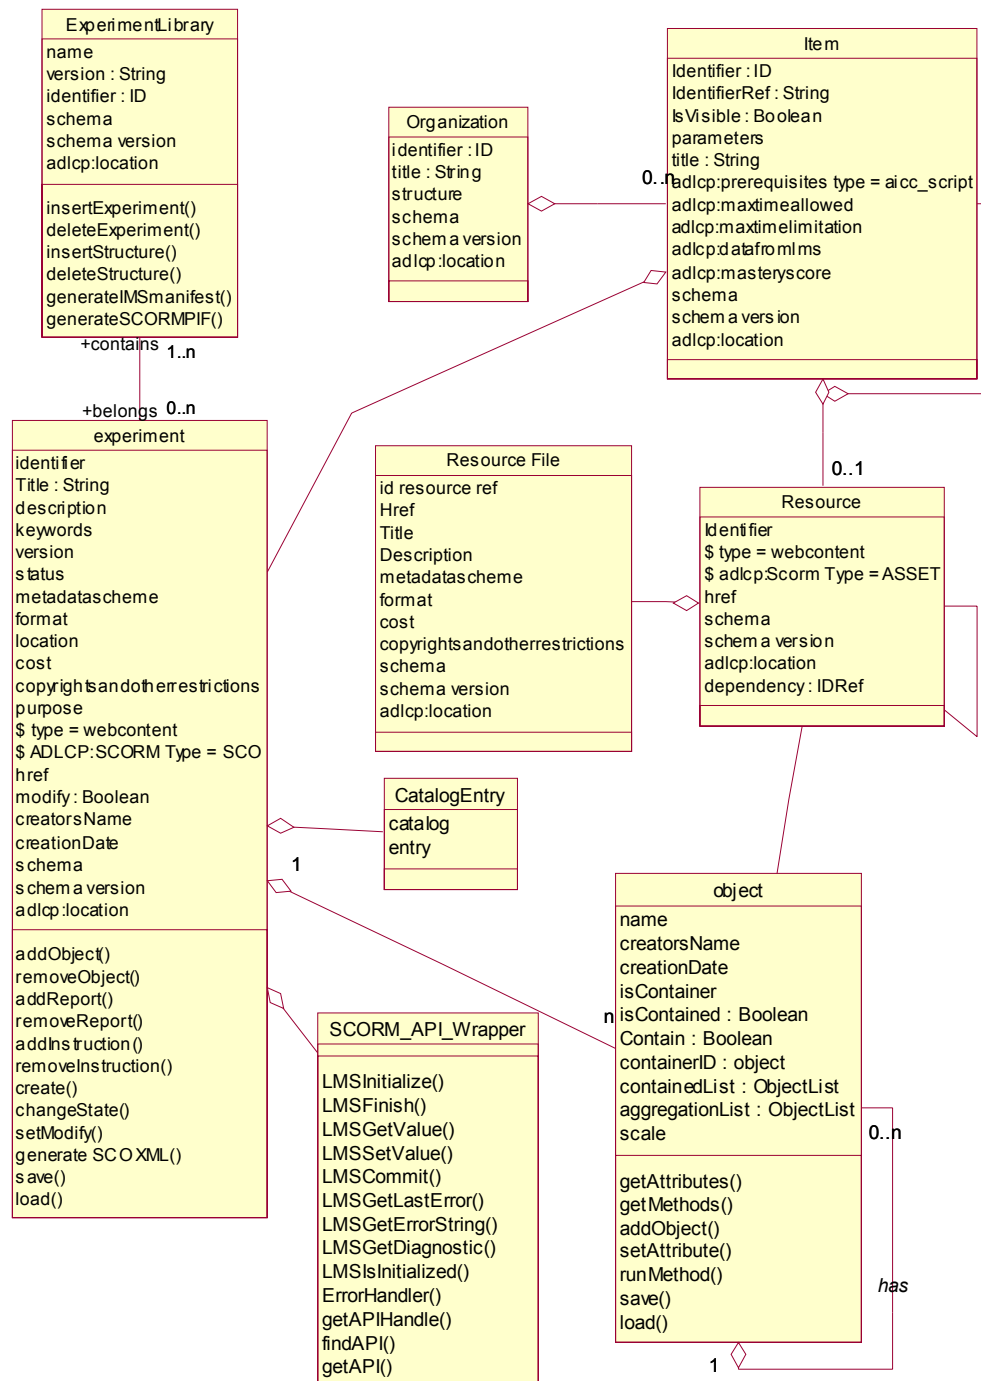 ExperimentLibrary
name
version : String
identifier : ID
schema
schema version
adlcp:location
insertExperiment()
deleteExperiment()
insertStructure()
deleteStructure()
generateIMSmanifest()
generateSCORMPIF()
+contains
1..n
+belongs
0..n
experiment
identifier
Title : String
description
keywords
version
status
metadatascheme
format
location
cost
copyrightsandotherrestrictions
purpose
$ type = webcontent
$ ADLCP:SCORM Type = SCO
href
modify : Boolean
creatorsName
creationDate
schema
schema version
adlcp:location
addObject()
removeObject()
addReport()
removeReport()
addInstruction()
removeInstruction()
create()
changeState()
setModify()
generate SCOXML()
save()
load()
Organization
identifier : ID
title : String
structure
schema
schema version
adlcp:location
0..n
Item
Identifier : ID
IdentifierRef : String
IsVisible : Boolean
parameters
title : String
adlcp:prerequisites type = aicc_script
adlcp:maxtimeallowed
adlcp:maxtimelimitation
adlcp:datafromlms
adlcp:masteryscore
schema
schema version
adlcp:location
0..1
Resource File
id resource ref
Href
Title
Description
metadatascheme
format
cost
copyrightsandotherrestrictions
schema
schema version
adlcp:location
Resource
Identifier
$ type = webcontent
$ adlcp:Scorm Type = ASSET
href
schema
schema version
adlcp:location
dependency : IDRef
CatalogEntry
catalog
entry
1
n
SCORM_API_Wrapper
LMSInitialize()
LMSFinish()
LMSGetValue()
LMSSetValue()
LMSCommit()
LMSGetLastError()
LMSGetErrorString()
LMSGetDiagnostic()
LMSIsInitialized()
ErrorHandler()
getAPIHandle()
findAPI()
getAPI()
object
name
creatorsName
creationDate
isContainer
isContained : Boolean
Contain : Boolean
containerID : object
containedList : ObjectList
aggregationList : ObjectList
scale
getAttributes()
getMethods()
addObject()
setAttribute()
runMethod()
save()
load()
0..n
has
1